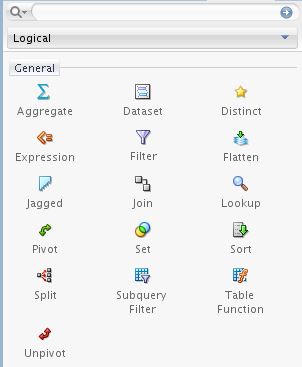 Logical
General
Aggregate Dataset Distinct
Expression Filter Flatten
Jagged Join Lookup
Pivot Set Sort
Split Subquery Filter Table Function
Unpivot